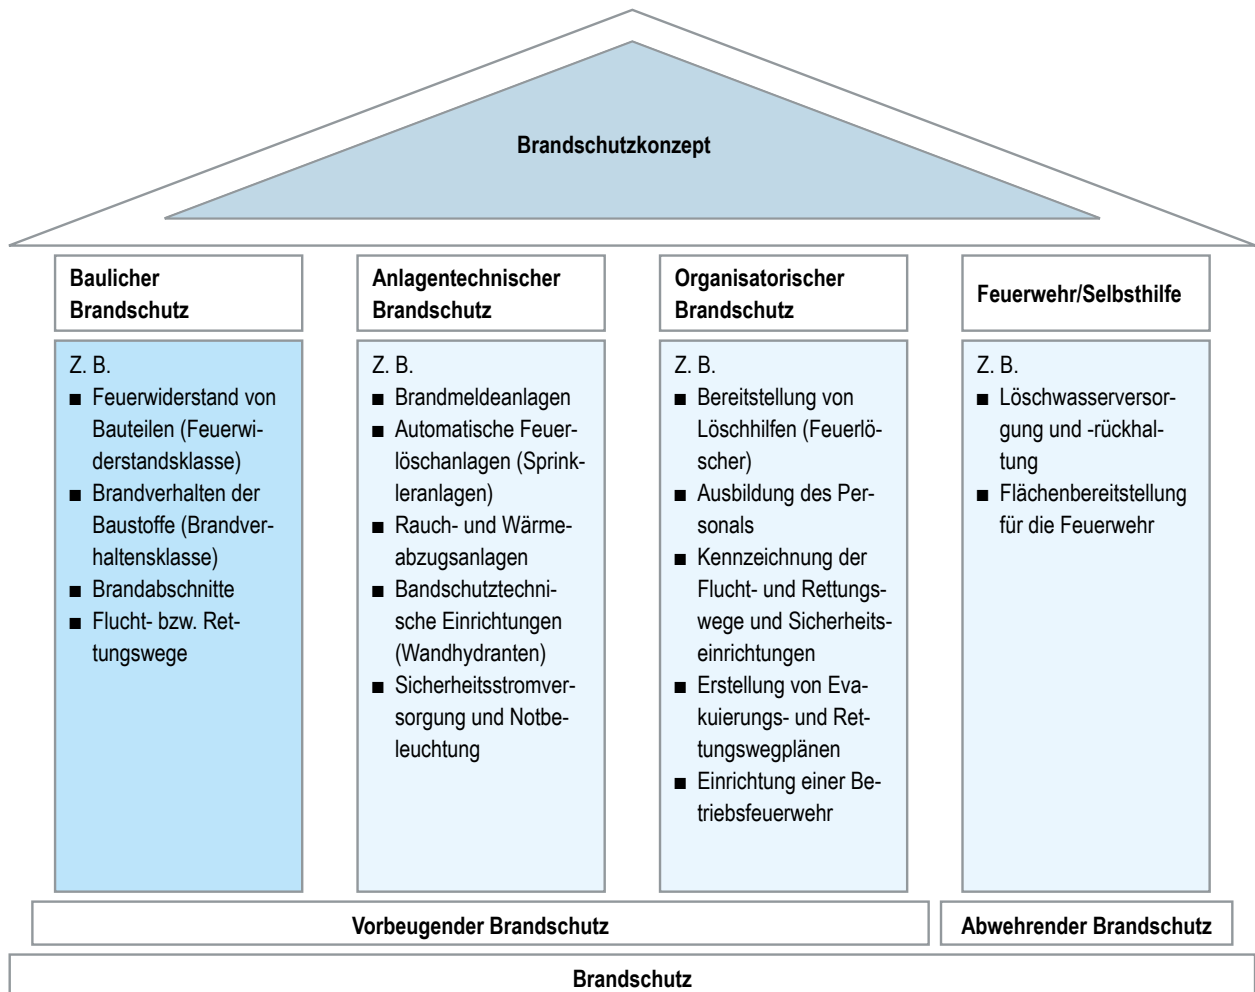 Brandschutzkonzept
Baulicher
Brandschutz
Z. B.
■ Feuerwiderstand von
Bauteilen (Feuerwi-
derstandsklasse)
■ Brandverhalten der
Baustoffe (Brandver-
haltensklasse)
■ Brandabschnitte
■ Flucht- bzw. Ret-
tungswege
Anlagentechnischer
Brandschutz
Z. B.
■ Brandmeldeanlagen
■ Automatische Feuer-
löschanlagen (Sprink-
leranlagen)
■ Rauch- und Wärme-
abzugsanlagen
■ Bandschutztechni-
sche Einrichtungen
(Wandhydranten)
■ Sicherheitsstromver-
sorgung und Notbe-
leuchtung
Organisatorischer
Brandschutz
Z. B.
■ Bereitstellung von
Löschhilfen (Feuerlö-
scher)
■ Ausbildung des Per-
sonals
■ Kennzeichnung der
Flucht- und Rettungs-
wege und Sicherheits-
einrichtungen
■ Erstellung von Eva-
kuierungs- und Ret-
tungswegplänen
■ Einrichtung einer Be-
triebsfeuerwehr
Feuerwehr/Selbsthilfe
Z. B.
■ Löschwasserversor-
gung und -rückhal-
tung
■ Flächenbereitstellung
für die Feuerwehr
Vorbeugender Brandschutz
Abwehrender Brandschutz
Brandschutz